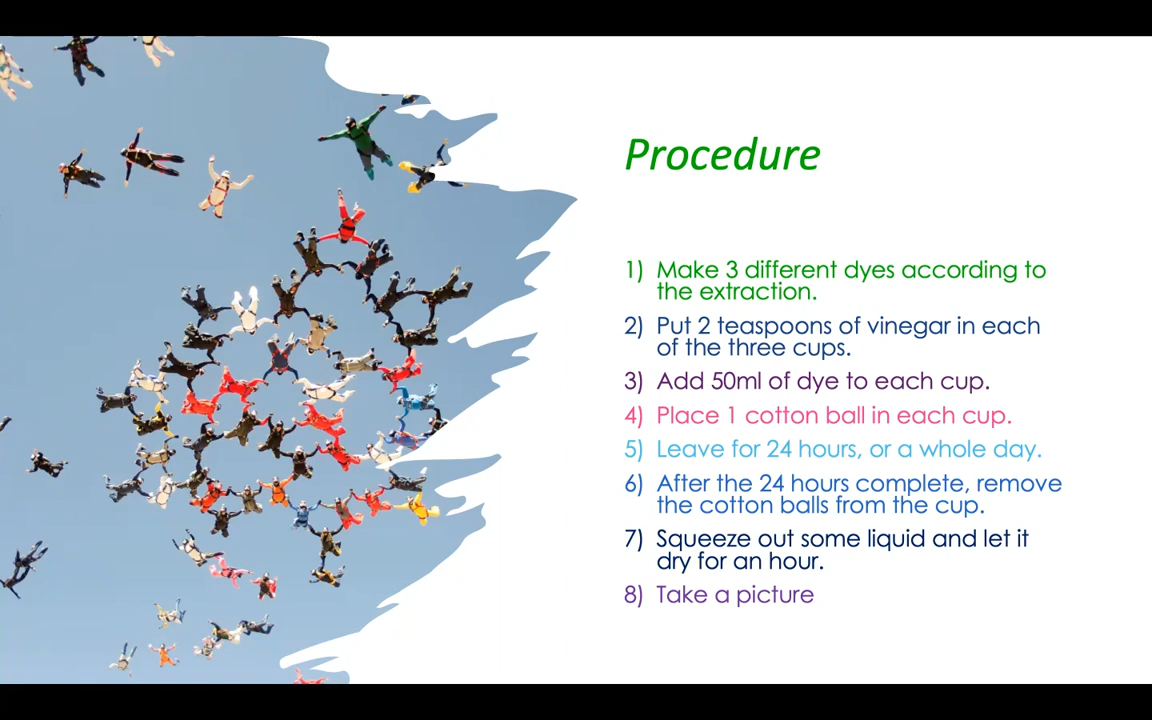 Procedure
1) Make 3 different dyes according to
the extraction.
2) Put 2 teaspoons of vinegar in each
of the three cups.
3) Add 50ml of dye to each cup.
4) Place 1 cotton ball in each cup.
5) Leave for 24 hours, or a whole day.
6) After the 24 hours complete, remove
the cotton balls from the cup.
7) Squeeze out some liquid and let it
dry for an hour.
8) Take a picture